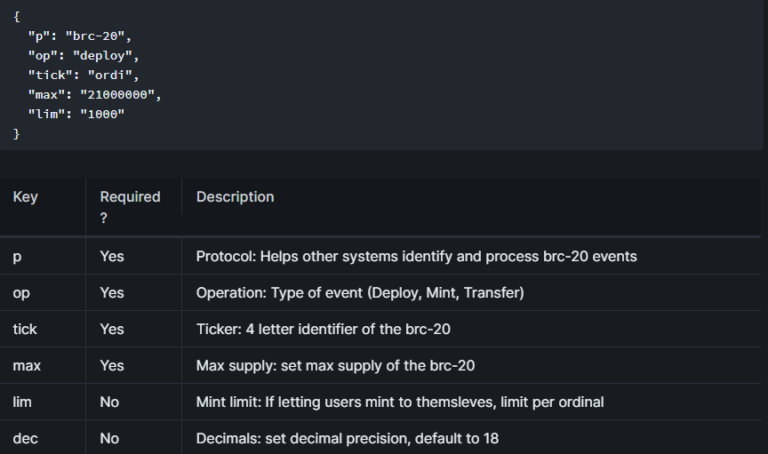 {
"p": "brc-20",
"op": "deploy",
"tick": "ordi",
"max": "21000000",
"lim": "1000"
}
Key Required ? Description
p Yes Protocol: Helps other systems identify and process brc-20 events
op Yes Operation: Type of event (Deploy, Mint, Transfer)
tick Yes Ticker: 4 letter identifier of the brc-20
max Yes Max supply: set max supply of the brc-20
lim No Mint limit: If letting users mint to themsleves, limit per ordinal
dec No Decimals: set decimal precision, default to 18